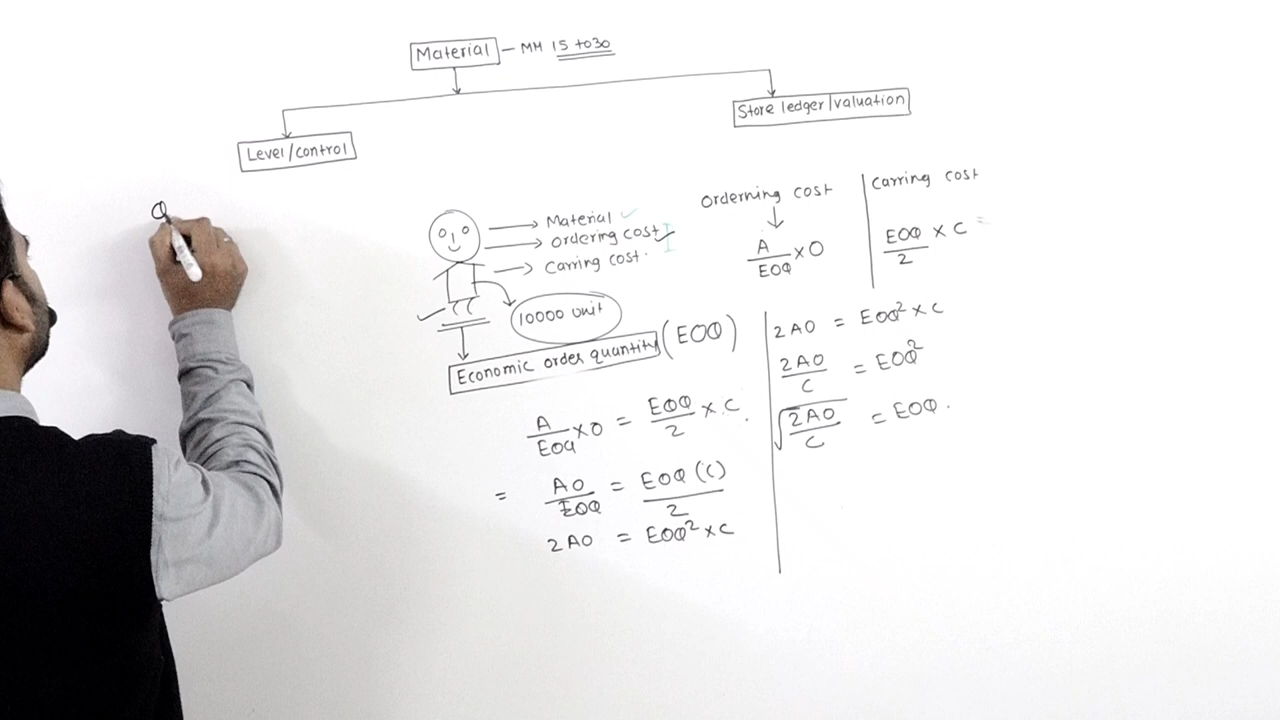 Material - MM 15 to 30
Store ledger/valuation
Level/control
Q
Material ✓
ordering cost ✓
Carring cost.
10000 unit
Economic order quantity (EOQ)
orderning cost
A/EOQ × O
Carring cost
EOQ/2 × C =
A/EOQ × O = EOQ/2 × C.
= AO/EOQ = EOQ (C)/2
2AO = EOQ² × C
2AO = EOQ² × C
2AO/C = EOQ²
√2AO/C = EOQ.